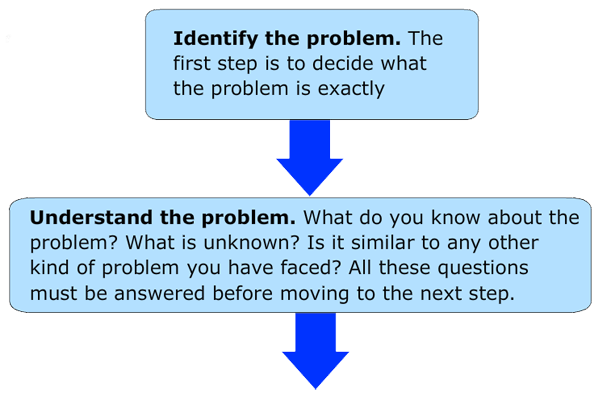 Identify the problem. The
first step is to decide what
the problem is exactly
Understand the problem. What do you know about the
problem? What is unknown? Is it similar to any other
kind of problem you have faced? All these questions
must be answered before moving to the next step.